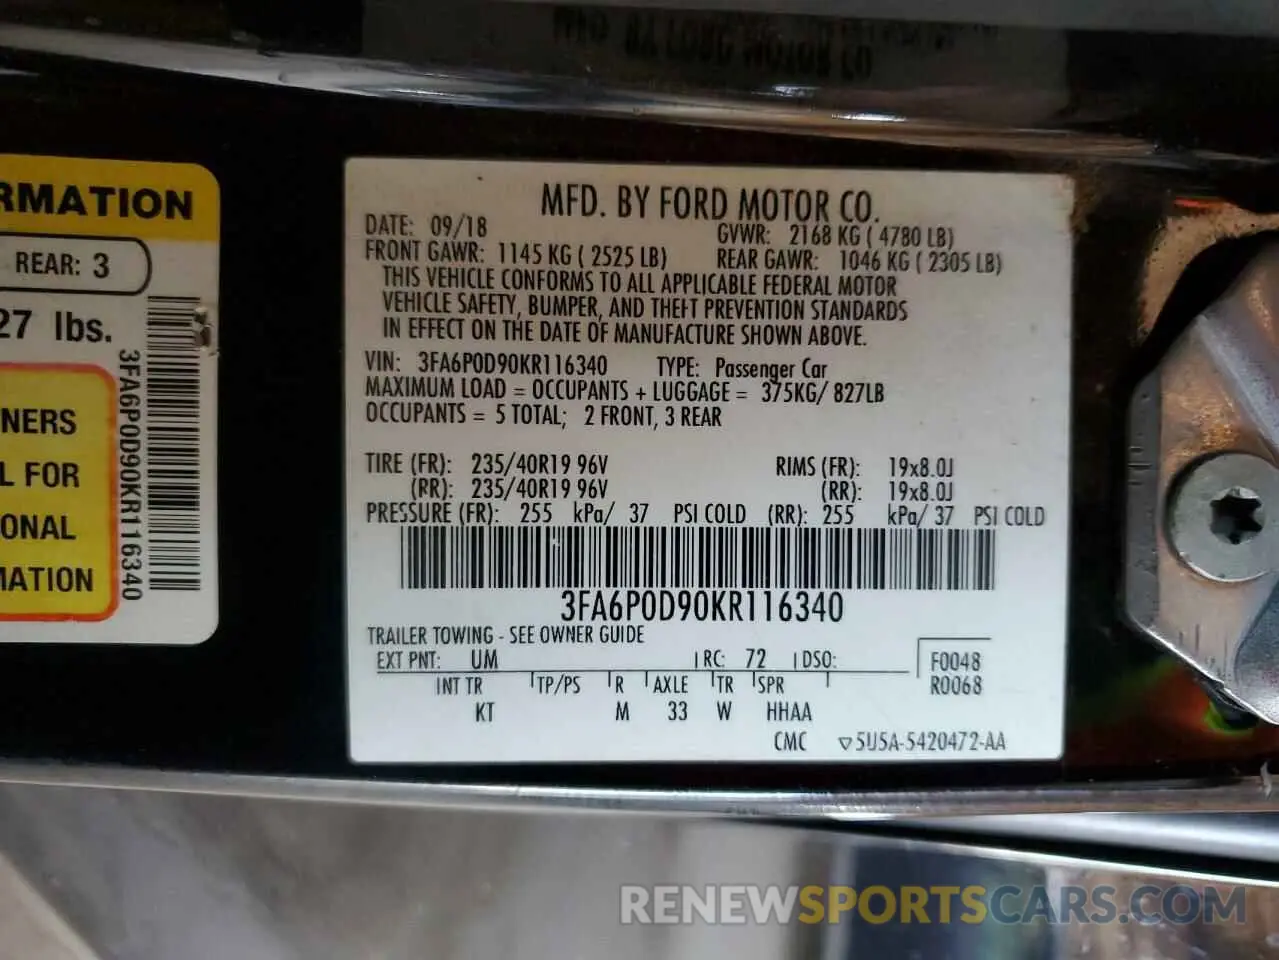 RMATION
REAR: 3
27 lbs.
NERS
L FOR
ONAL
MATION
3FA6P0D90KR116340
MFD. BY FORD MOTOR CO.
DATE: 09/18 GVWR: 2168 KG ( 4780 LB)
FRONT GAWR: 1145 KG ( 2525 LB) REAR GAWR: 1046 KG ( 2305 LB)
THIS VEHICLE CONFORMS TO ALL APPLICABLE FEDERAL MOTOR
VEHICLE SAFETY, BUMPER, AND THEFT PREVENTION STANDARDS
IN EFFECT ON THE DATE OF MANUFACTURE SHOWN ABOVE.
VIN: 3FA6P0D90KR116340 TYPE: Passenger Car
MAXIMUM LOAD = OCCUPANTS + LUGGAGE = 375KG/ 827LB
OCCUPANTS = 5 TOTAL; 2 FRONT, 3 REAR
TIRE (FR): 235/40R19 96V RIMS (FR): 19x8.0J
(RR): 235/40R19 96V (RR): 19x8.0J
PRESSURE (FR): 255 kPa/ 37 PSI COLD (RR): 255 kPa/ 37 PSI COLD
3FA6P0D90KR116340
TRAILER TOWING - SEE OWNER GUIDE
EXT PNT: UM RC: 72 DSO: F0048
INT TR TP/PS R AXLE TR SPR R0068
KT M 33 W HHAA
CMC ▽5U5A-5420472-AA
RENEWSPORTSCARS.COM